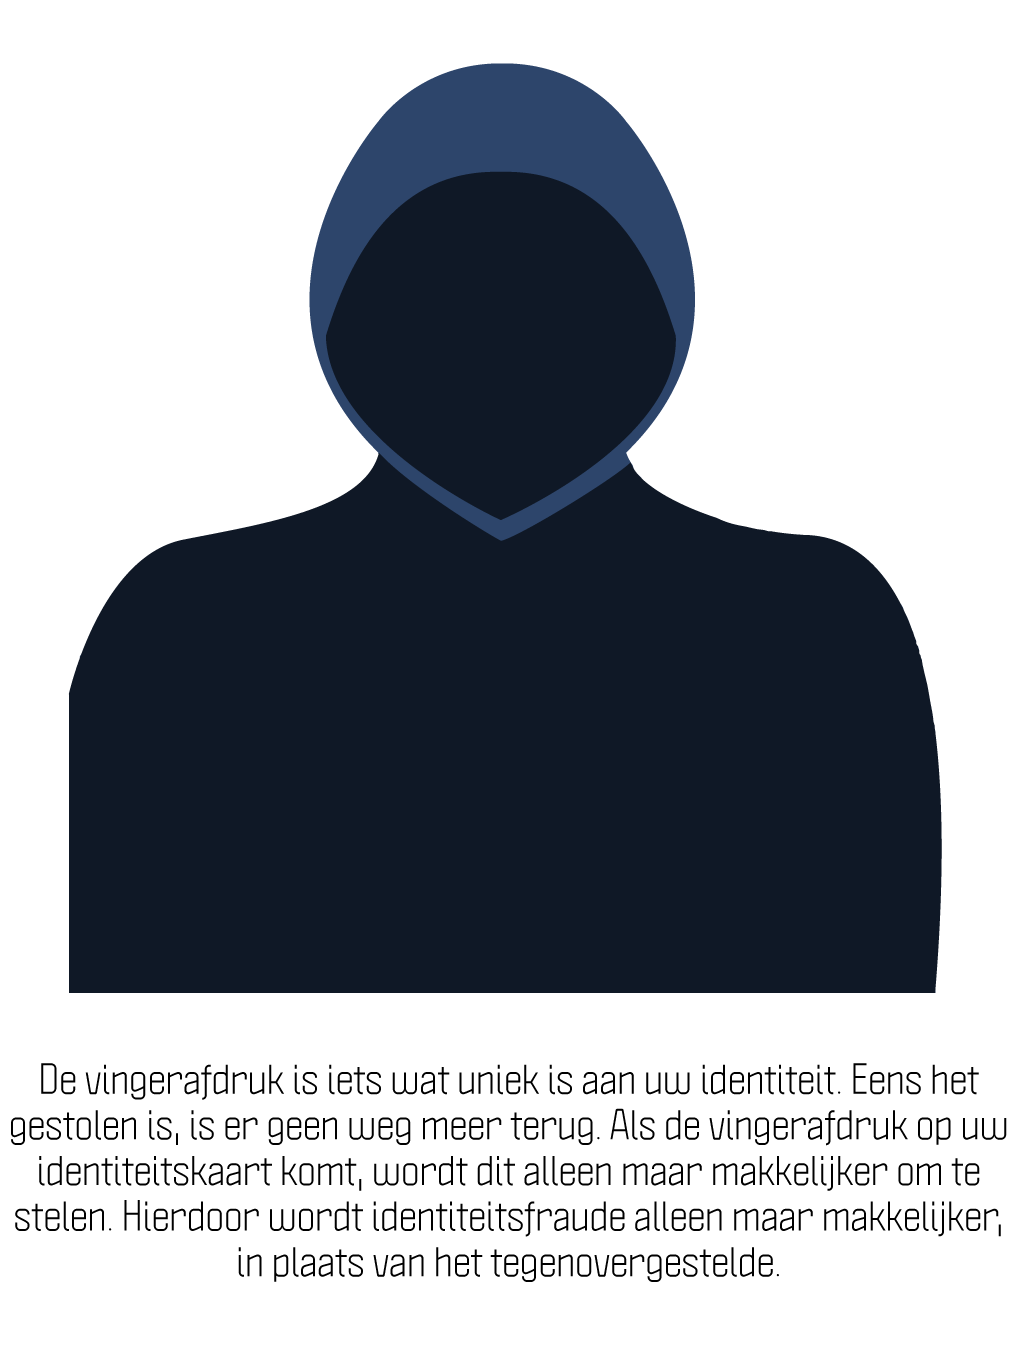 De vingerafdruk is iets wat uniek is aan uw identiteit. Eens het
gestolen is, is er geen weg meer terug. Als de vingerafdruk op uw
identiteitskaart komt, wordt dit alleen maar makkelijker om te
stelen. Hierdoor wordt identiteitsfraude alleen maar makkelijker,
in plaats van het tegenovergestelde.